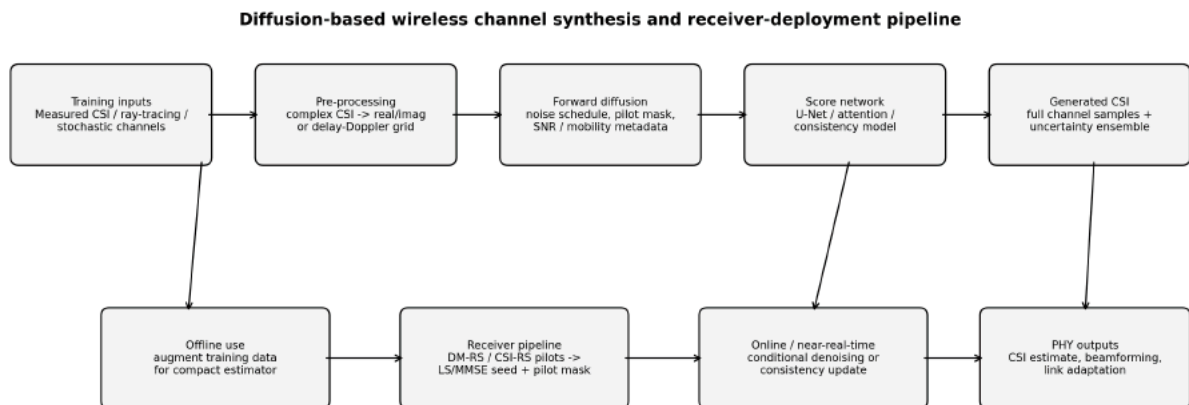 Diffusion-based wireless channel synthesis and receiver-deployment pipeline
Training inputs
Measured CSI / ray-tracing /
stochastic channels
Pre-processing
complex CSI -> real/imag
or delay-Doppler grid
Forward diffusion
noise schedule, pilot mask,
SNR / mobility metadata
Score network
U-Net / attention /
consistency model
Generated CSI
full channel samples +
uncertainty ensemble
Offline use
augment training data
for compact estimator
Receiver pipeline
DM-RS / CSI-RS pilots ->
LS/MMSE seed + pilot mask
Online / near-real-time
conditional denoising or
consistency update
PHY outputs
CSI estimate, beamforming,
link adaptation